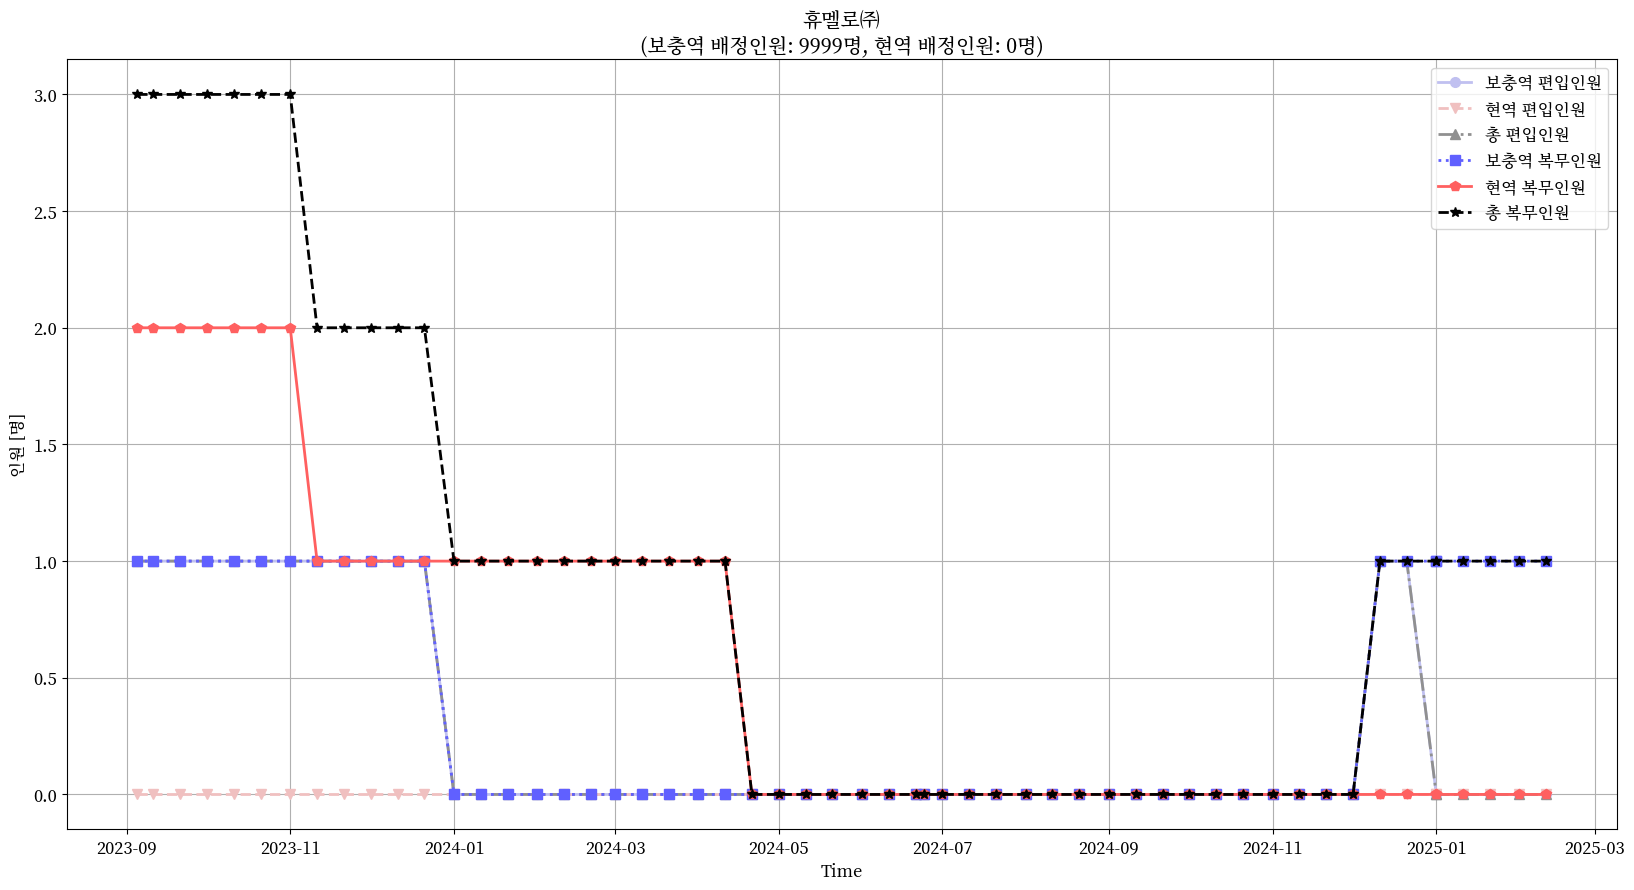 휴멜로㈜
(보충역 배정인원: 9999명, 현역 배정인원: 0명)
보충역 편입인원
현역 편입인원
총 편입인원
보충역 복무인원
현역 복무인원
총 복무인원
인원 [명]
3.0
2.5
2.0
1.5
1.0
0.5
0.0
2023-09
2023-11
2024-01
2024-03
2024-05
2024-07
2024-09
2024-11
2025-01
2025-03
Time